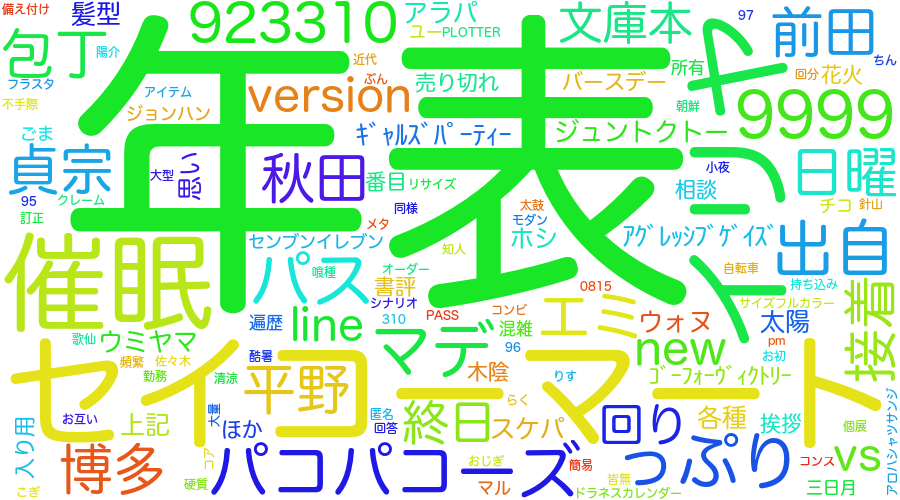 備え付け
髪型
923310
アラパ
ユー
PLOTTER
文庫本
97
前田
包丁
陽介
近代
ちん
フラスタ
ぶん
売り切れ
所有
回分
花火
不手際
アイテム
version
バースデー
ジョンハン
朝鮮
9999
ごま
ギャルズパーティー
ジュントクトー
年表
貞宗
思い
大型
秋田
番目
リサイズ
小夜
日曜
クレーム
相談
95
訂正
同様
太鼓
チコ
針山
メタ
モダン
催眠
センブンイレブン
知人
ホシ
アグレッシブゲイズ
出自
パス
喰種
オーダー
書評
自転車
持ち込み
シナリオ
0815
サイズフルカラー
接着
line
遍歴
310
PASS
コンビ
混雑
エミ
ウォヌ
太陽
歌仙
ウミヤマ
マデ
96
new
pm
お初
頻繁
佐々木
酷暑
セイコーマート
勤務
清涼
平野
木陰
りす
ゴーフォーヴィクトリー
お互い
大量
匿名
らく
回り
各種
挨拶
個展
入り用
上記
ほか
回答
終日
スケパ
アロハシャツサンジ
博多
コア
パコパコーズ
おじぎ
簡易
っぷり
コンス
vs
こぎ
硬質
マル
皆無
ドラネスカレンダー
三日月